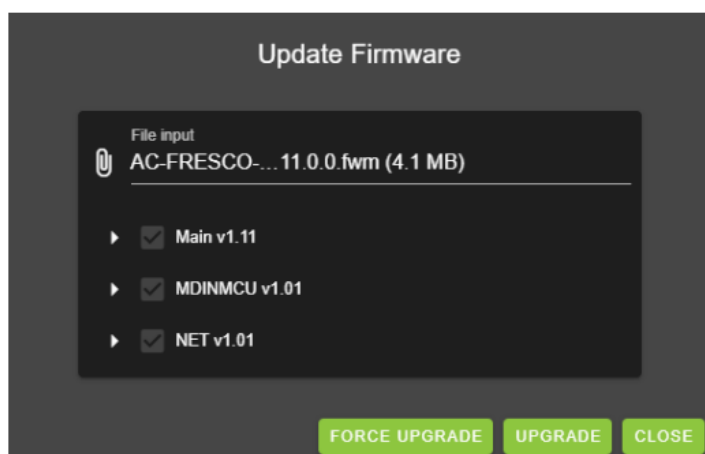 Update Firmware
File input
AC-FRESCO-...11.0.0.fwm (4.1 MB)
Main v1.11
MDINMCU v1.01
NET v1.01
FORCE UPGRADE UPGRADE CLOSE